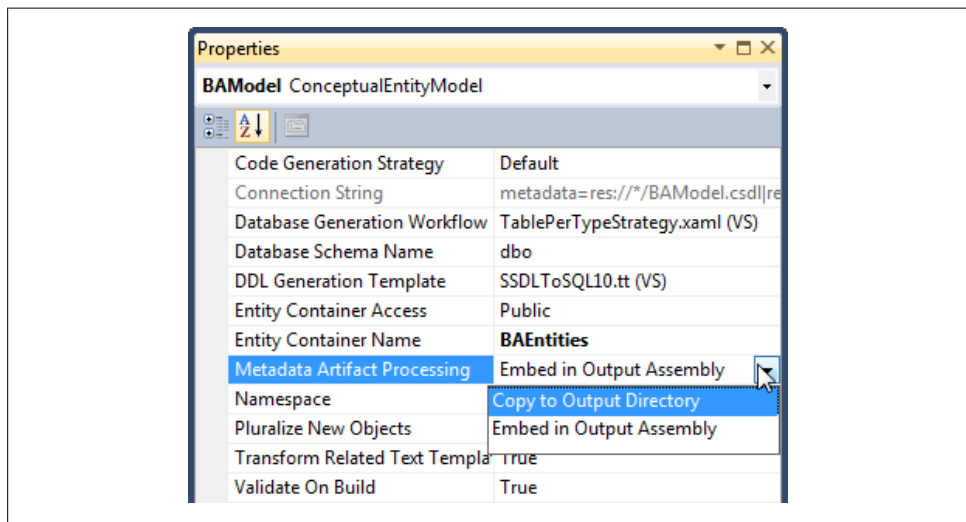 Properties
BAModel ConceptualEntityModel
A
Z
Code Generation Strategy Default
Connection String metadata=res://*/BAModel.csdl|re
Database Generation Workflow TablePerTypeStrategy.xaml (VS)
Database Schema Name dbo
DDL Generation Template SSDLToSQL10.tt (VS)
Entity Container Access Public
Entity Container Name BAEntities
Metadata Artifact Processing Embed in Output Assembly
Namespace Copy to Output Directory
Pluralize New Objects Embed in Output Assembly
Transform Related Text Templa True
Validate On Build True